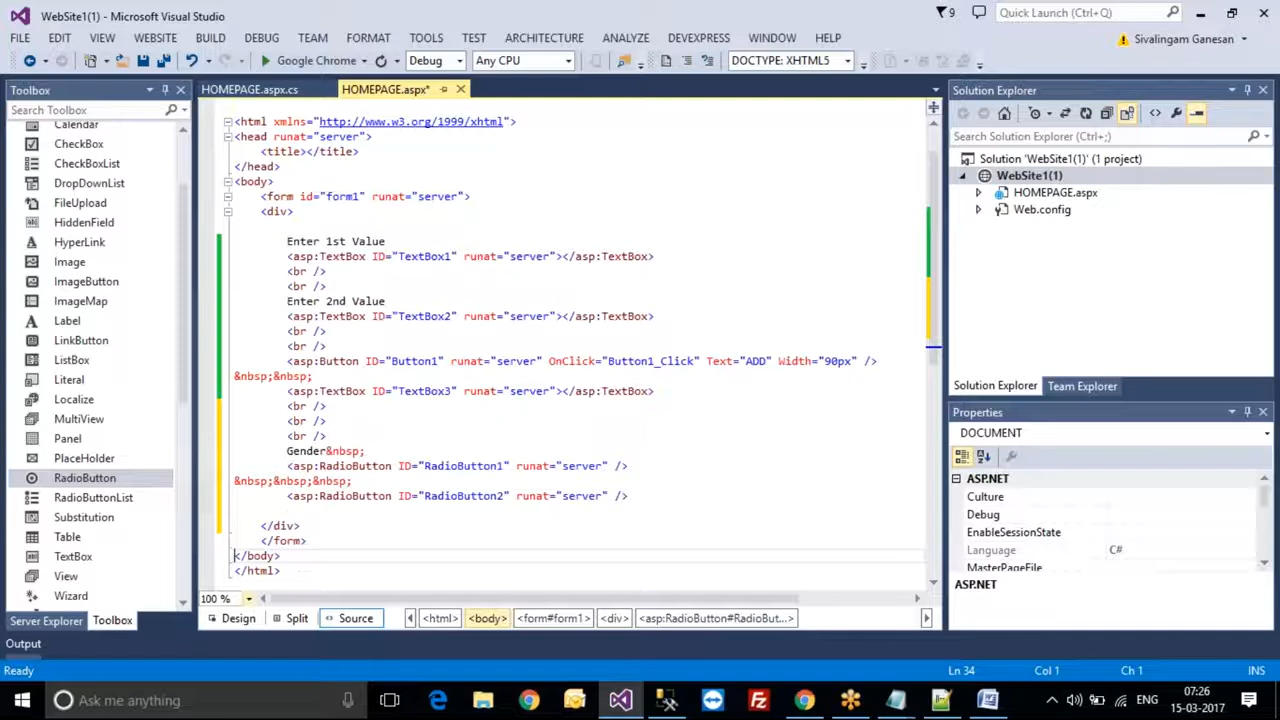 WebSite1(1) - Microsoft Visual Studio
9
Quick Launch (Ctrl+Q)
FILE EDIT VIEW WEBSITE BUILD DEBUG TEAM FORMAT TOOLS TEST ARCHITECTURE ANALYZE DEVEXPRESS WINDOW HELP
Sivalingam Ganesan
Google Chrome
Debug
Any CPU
DOCTYPE: XHTML5
Toolbox
Search Toolbox
Calendar
CheckBox
CheckBoxList
DropDownList
FileUpload
HiddenField
HyperLink
Image
ImageButton
ImageMap
Label
LinkButton
ListBox
Literal
Localize
MultiView
Panel
PlaceHolder
RadioButton
RadioButtonList
Substitution
Table
TextBox
View
Wizard
Server Explorer
Toolbox
HOMEPAGE.aspx.cs
HOMEPAGE.aspx*
<html xmlns="http://www.w3.org/1999/xhtml">
<head runat="server">
<title></title>
</head>
<body>
<form id="form1" runat="server">
<div>
Enter 1st Value
<asp:TextBox ID="TextBox1" runat="server"></asp:TextBox>
<br />
<br />
Enter 2nd Value
<asp:TextBox ID="TextBox2" runat="server"></asp:TextBox>
<br />
<br />
<asp:Button ID="Button1" runat="server" OnClick="Button1_Click" Text="ADD" Width="90px" />
&nbsp;&nbsp;
<asp:TextBox ID="TextBox3" runat="server"></asp:TextBox>
<br />
<br />
<br />
Gender&nbsp;
<asp:RadioButton ID="RadioButton1" runat="server" />
&nbsp;&nbsp;&nbsp;
<asp:RadioButton ID="RadioButton2" runat="server" />
</div>
</form>
</body>
</html>
100 %
Design
Split
Source
<html>
<body>
<form#form1>
<div>
<asp:RadioButton#RadioBut...>
Solution Explorer
Search Solution Explorer (Ctrl+;)
Solution 'WebSite1(1)' (1 project)
WebSite1(1)
HOMEPAGE.aspx
Web.config
Solution Explorer
Team Explorer
Properties
DOCUMENT
ASP.NET
Culture
Debug
EnableSessionState
Language C#
MasterPageFile
ASP.NET
Output
Ready
Ln 34
Col 1
Ch 1
INS
Ask me anything
ENG
07:26
15-03-2017